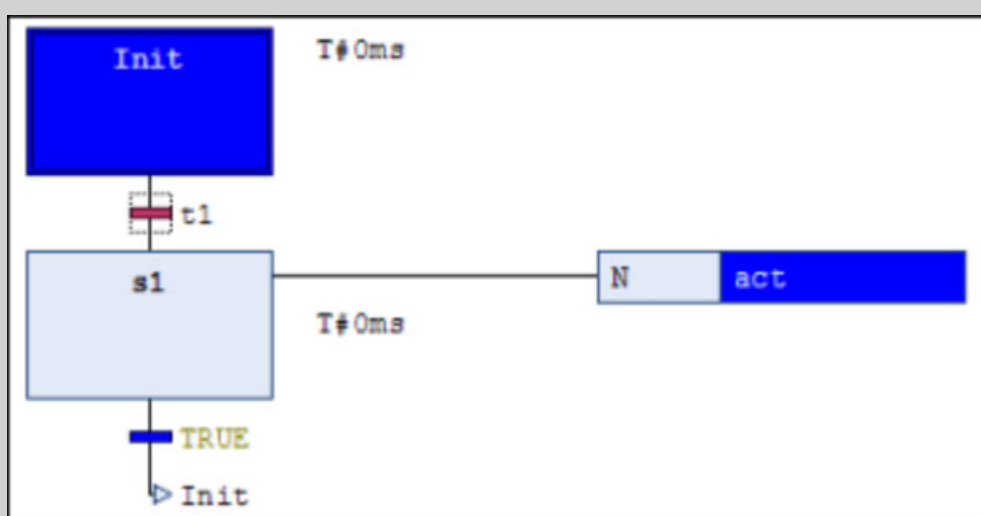 Init T#0ms
t1
s1 N act
T#0ms
TRUE
Init